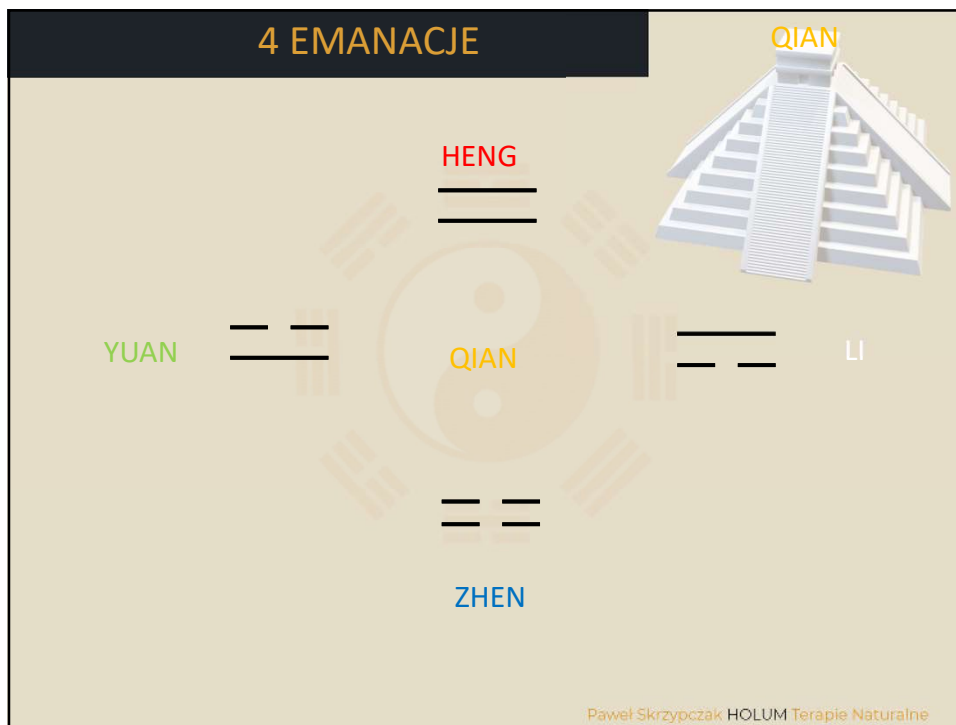 4 EMANACJE
QIAN
HENG
YUAN
QIAN
LI
ZHEN
Paweł Skrzypczak HOLUM Terapie Naturalne